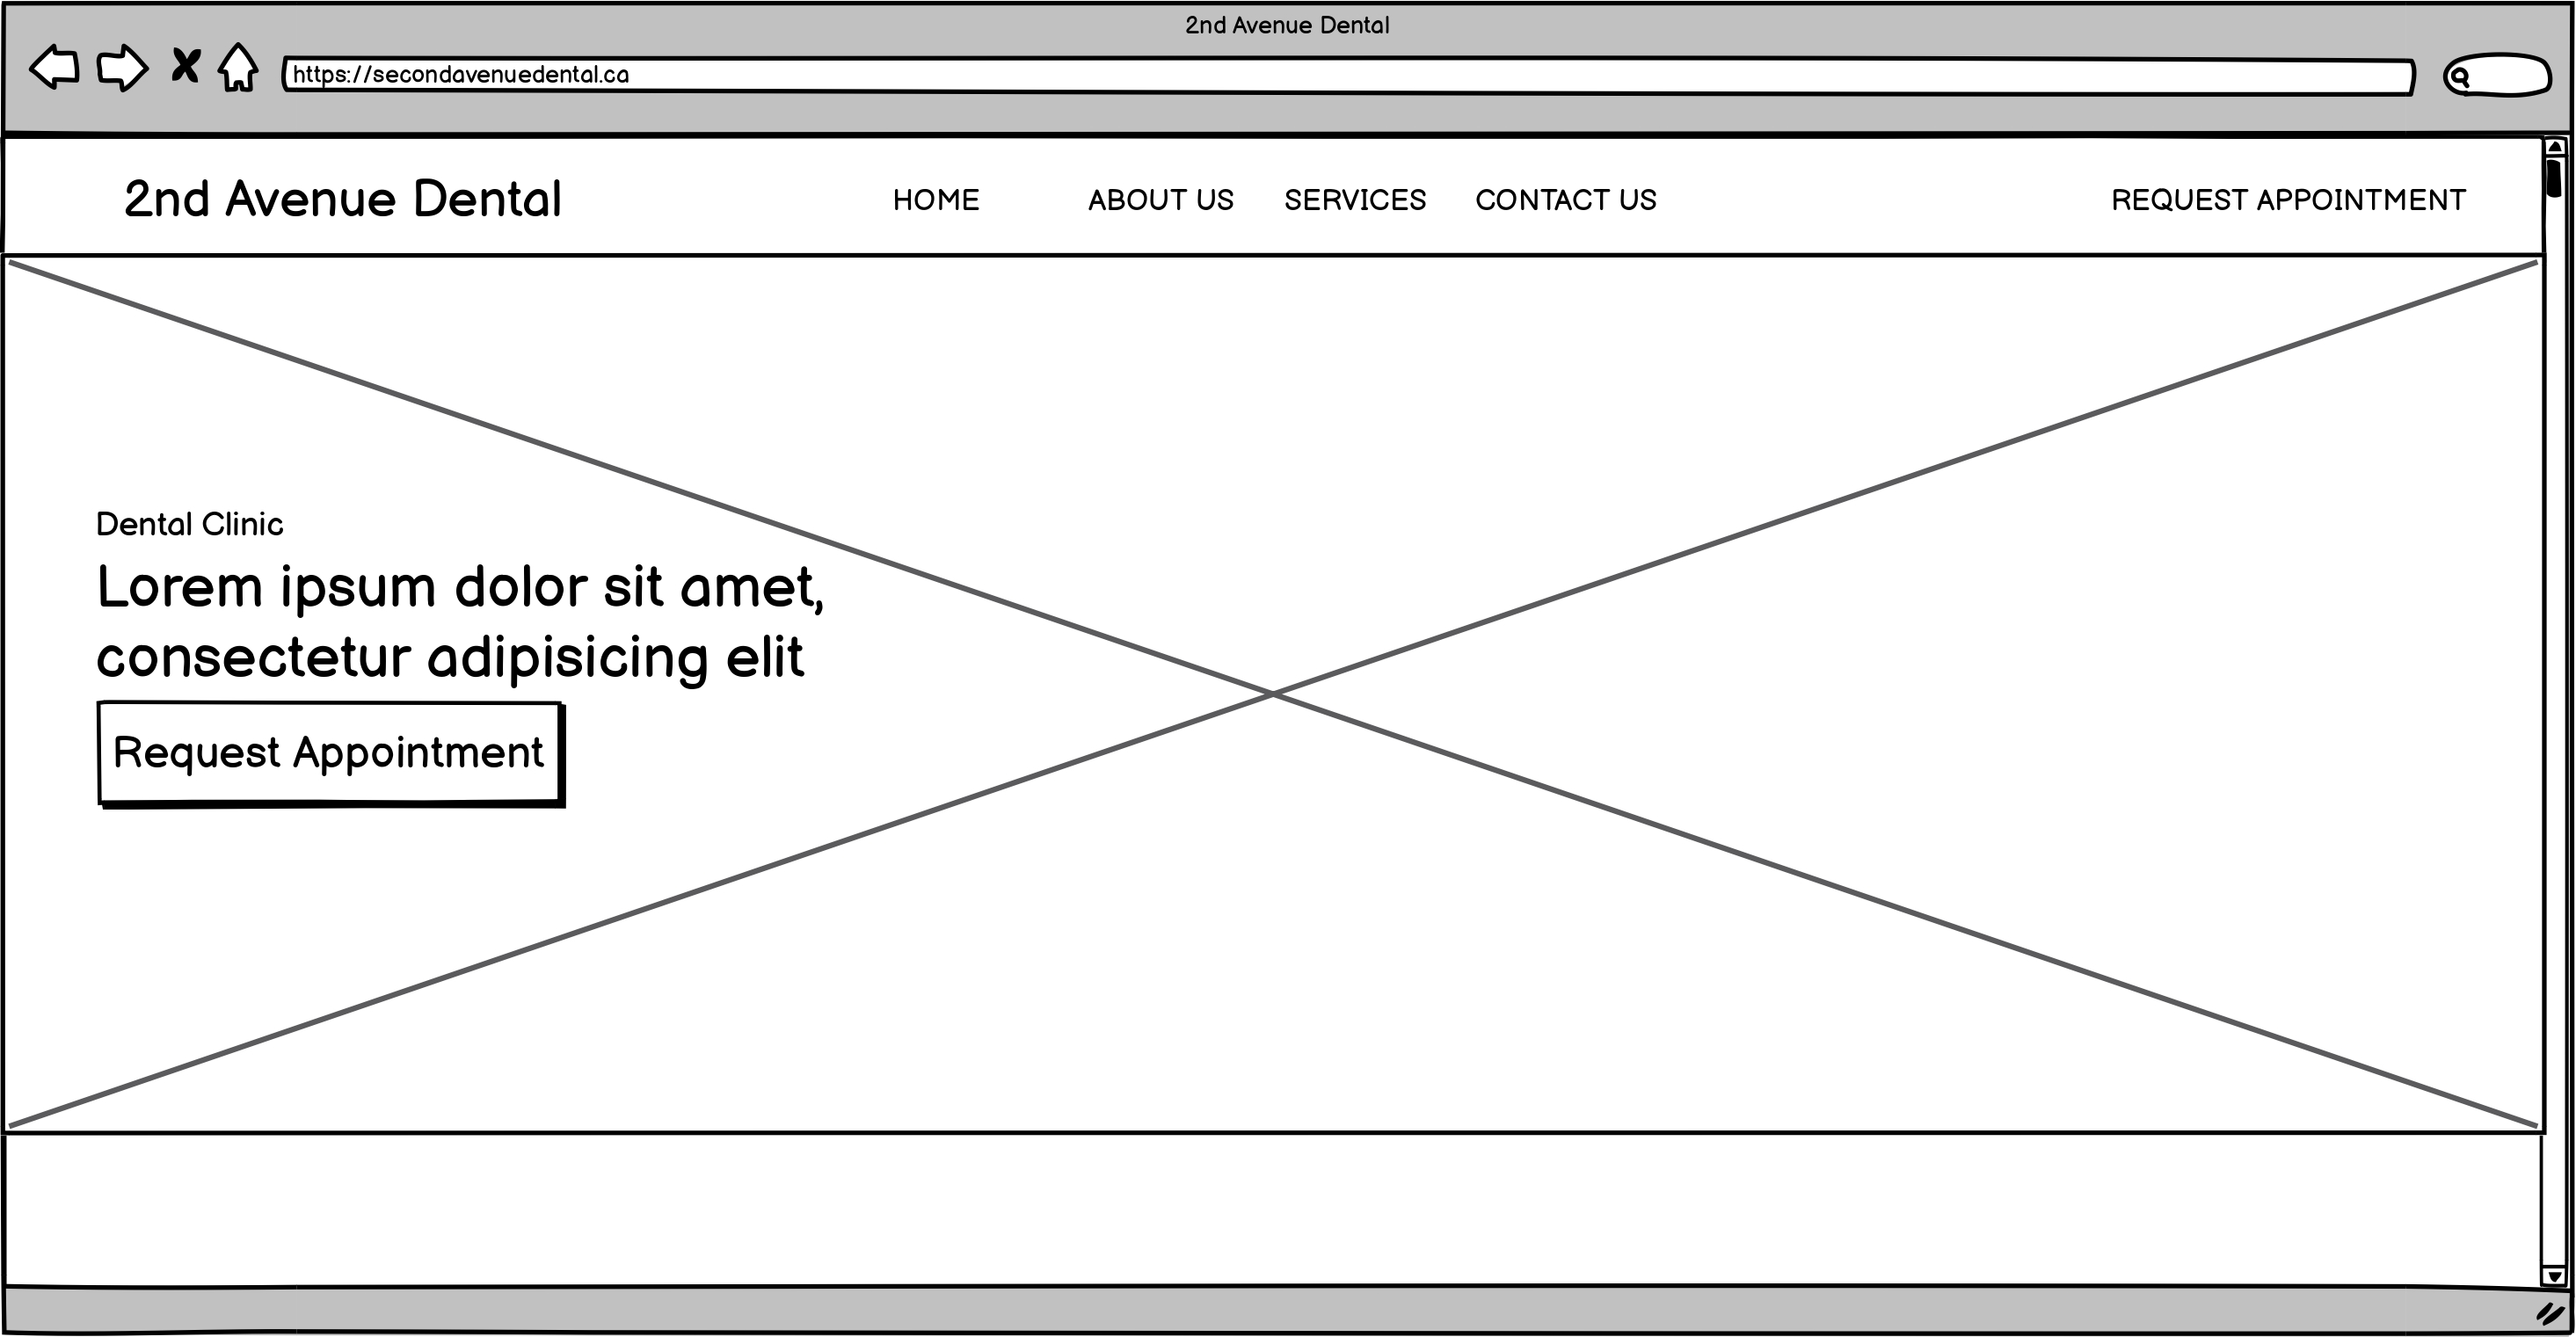 2nd Avenue Dental
https://secondavenuedental.ca
2nd Avenue Dental
HOME
ABOUT US
SERVICES
CONTACT US
REQUEST APPOINTMENT
Dental Clinic
Lorem ipsum dolor sit amet,
consectetur adipisicing elit
Request Appointment